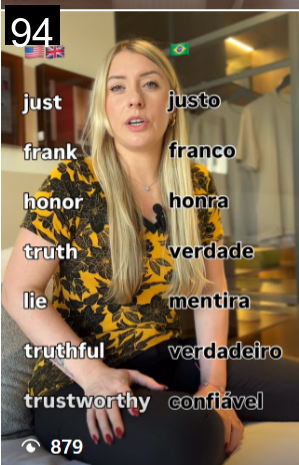 94
just justo
frank franco
honor honra
truth verdade
lie mentira
truthful verdadeiro
trustworthy confiável
879